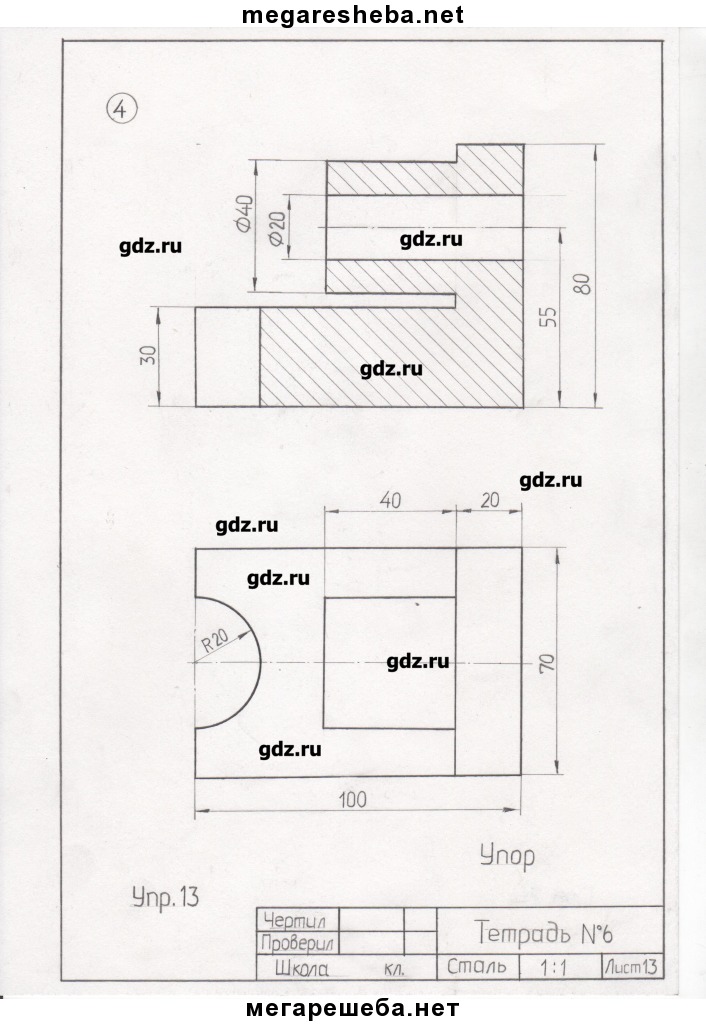 megaresheba.net
4
Ø40
Ø20
gdz.ru
gdz.ru
80
55
30
gdz.ru
gdz.ru
40
20
gdz.ru
gdz.ru
R20
gdz.ru
70
gdz.ru
100
Упор
Упр.13
Чертил
Тетрадь №6
Проверил
Школа кл.
Сталь
1:1
Лист13
мегарешеба.нет